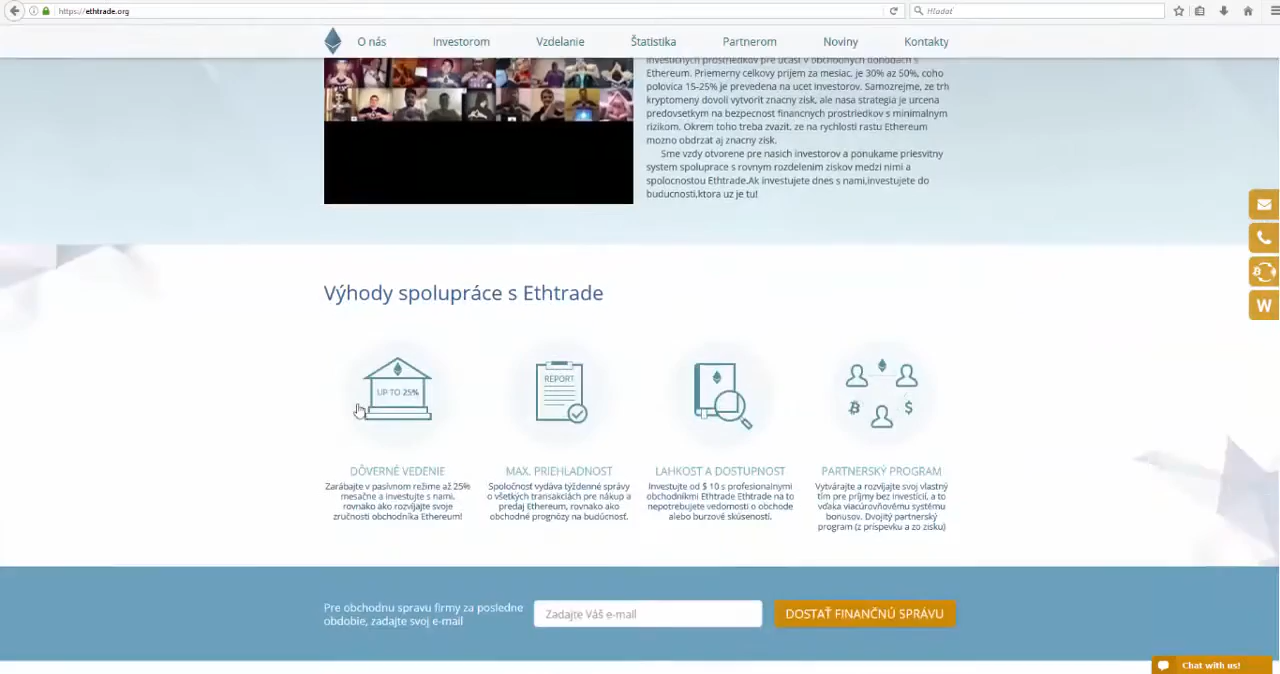 https://ethtrade.org
Hľadať
O nás
Investorom
Vzdelanie
Štatistika
Partnerom
Noviny
Kontakty
investicnych prostriedkov pre ucasť v obchodných dohodach s
Ethereum. Priemerny celkovy prijem za mesiac, je 30% až 50%, coho
polovica 15-25% je prevedena na ucet investorov. Samozrejme, ze trh
kryptomeny dovoli vytvorit znacny zisk, ale nasa strategia je urcena
predovsetkym na bezpecnost financnych prostriedkov s minimalnym
rizikom. Okrem toho treba zvazit, ze na rychlosti rastu Ethereum
mozno obdrzat aj znacny zisk.
Sme vzdy otvorene pre nasich investorov a ponukame priesvitny
system spoluprace s rovnym rozdelením ziskov medzi nimi a
spolocnostou Ethtrade.Ak investujete dnes s nami,investujete do
buducnosti,ktora uz je tu!
W
Výhody spolupráce s Ethtrade
UP TO 25%
REPORT
DÔVERNÉ VEDENIE
Zarábajte v pasívnom režime až 25%
mesačne a investujte s nami,
rovnako ako rozvíjajte svoje
zručnosti obchodníka Ethereum!
MAX. PRIEHLADNOST
Spoločnosť vydáva týždenné správy
o všetkých transakciách pre nákup a
predaj Ethereum, rovnako ako
obchodné prognózy na budúcnosť.
LAHKOST A DOSTUPNOST
Investujte od $ 10 s profesionalnymi
obchodníkmi Ethtrade Ethtrade na to
nepotrebujete vedomosti o obchode
alebo burzové skúsenosti.
PARTNERSKÝ PROGRAM
Vytvárajte a rozvíjajte svoj vlastný
tím pre príjmy bez investícií, a to
vďaka viacúrovňovému systému
bonusov. Dvojitý partnerský
program (z príspevku a zo zisku)
Pre obchodnu spravu firmy za posledne
obdobie, zadajte svoj e-mail
Zadajte Váš e-mail
DOSTAŤ FINANČNÚ SPRÁVU
Chat with us!